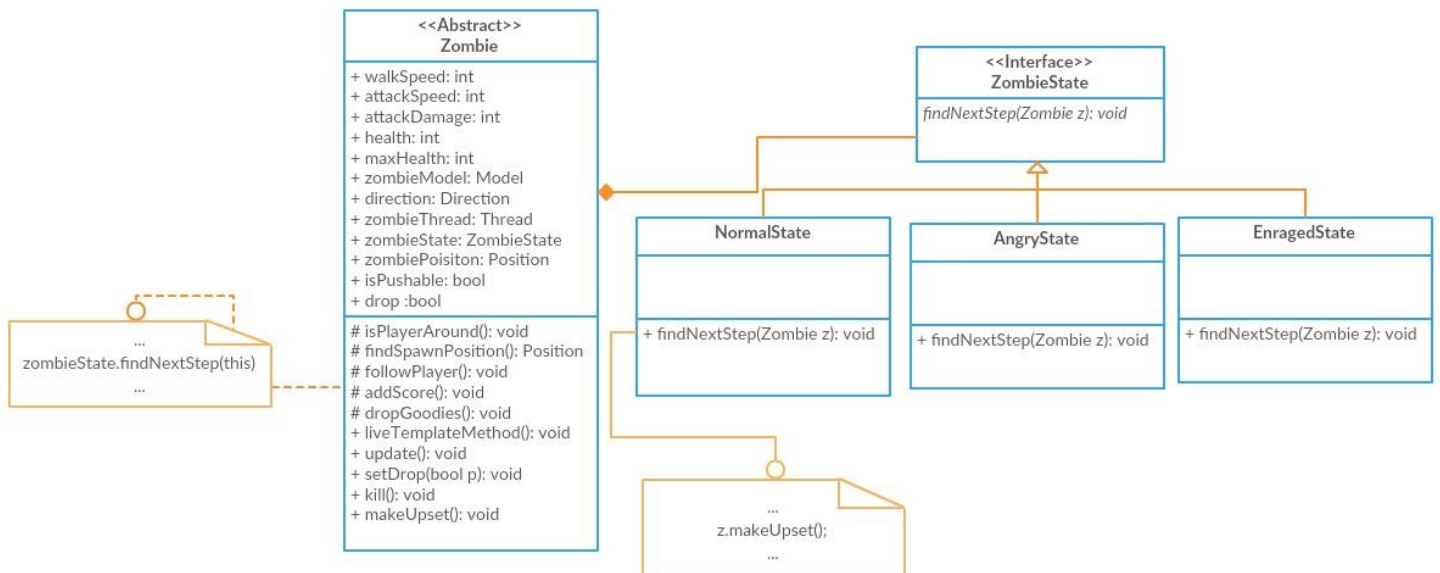 <<Abstract>>
Zombie
+ walkSpeed: int
+ attackSpeed: int
+ attackDamage: int
+ health: int
+ maxHealth: int
+ zombieModel: Model
+ direction: Direction
+ zombieThread: Thread
+ zombieState: ZombieState
+ zombiePoisiton: Position
+ isPushable: bool
+ drop :bool
# isPlayerAround(): void
# findSpawnPosition(): Position
# followPlayer(): void
# addScore(): void
# dropGoodies(): void
+ liveTemplateMethod(): void
+ update(): void
+ setDrop(bool p): void
+ kill(): void
+ makeUpset(): void
...
zombieState.findNextStep(this)
...
<<Interface>>
ZombieState
findNextStep(Zombie z): void
NormalState
+ findNextStep(Zombie z): void
AngryState
+ findNextStep(Zombie z): void
EnragedState
+ findNextStep(Zombie z): void
...
z.makeUpset();
...